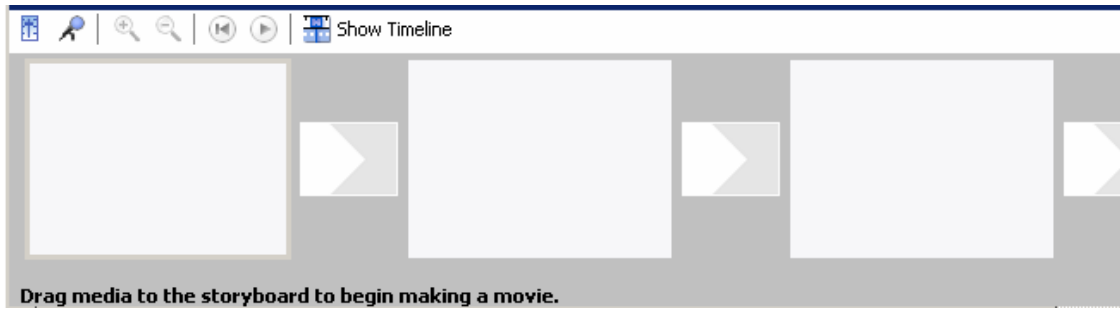 Show Timeline
Drag media to the storyboard to begin making a movie.